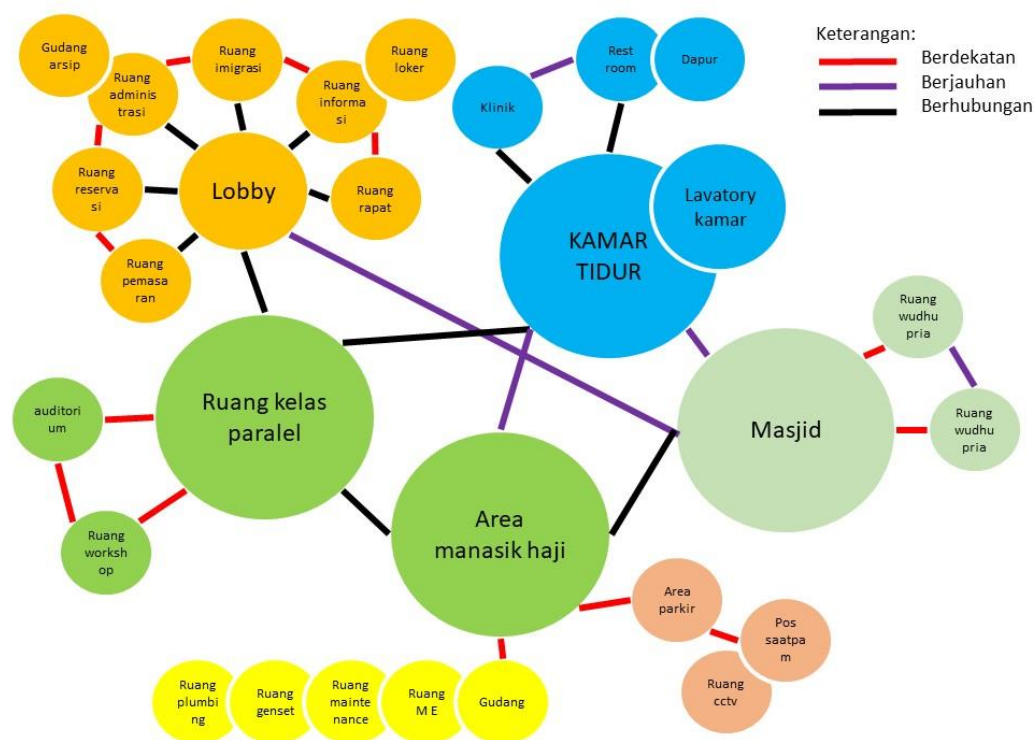 Gudang
arsip
Ruang
adminis
trasi
Ruang
imigrasi
Ruang
loker
Ruang
informa
si
Ruang
reserva
si
Lobby
Ruang
rapat
Ruang
pemasa
ran
Rest
room
Dapur
Klinik
Lavatory
kamar
KAMAR
TIDUR
Keterangan:
Berdekatan
Berjauhan
Berhubungan
Ruang
wudhu
pria
Ruang
wudhu
pria
Masjid
Ruang kelas
paralel
auditori
um
Ruang
worksh
op
Area
manasik haji
Area
parkir
Pos
saatpa
m
Ruang
cctv
Ruang
plumbi
ng
Ruang
genset
Ruang
mainte
nance
Ruang
M E
Gudang